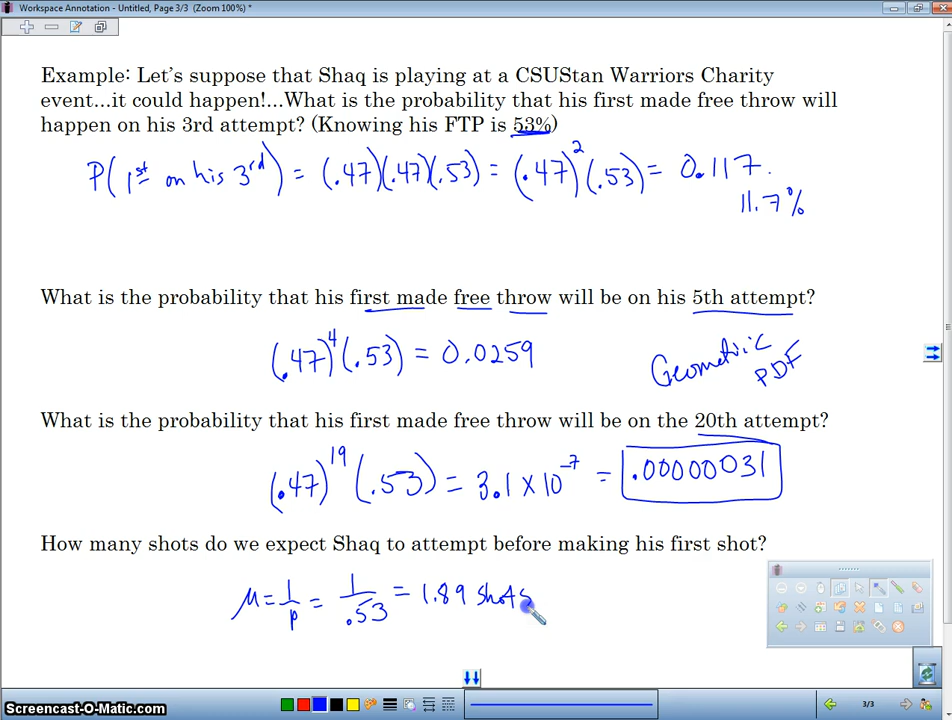 Workspace Annotation - Untitled, Page 3/3 (Zoom 100%) *
Example: Let's suppose that Shaq is playing at a CSUStan Warriors Charity
event...it could happen!...What is the probability that his first made free throw will
happen on his 3rd attempt? (Knowing his FTP is 53%)
P(1st on his 3rd) = (.47)(.47)(.53) = (.47)²(.53) = 0.117.
11.7%
What is the probability that his first made free throw will be on his 5th attempt?
(.47)⁴(.53) = 0.0259
Geometric
PDF
What is the probability that his first made free throw will be on the 20th attempt?
(.47)¹⁹(.53) = 3.1 × 10⁻⁷ = .00000031
How many shots do we expect Shaq to attempt before making his first shot?
μ = 1/p = 1/.53 = 1.89 shots
Screencast-O-Matic.com
3/3